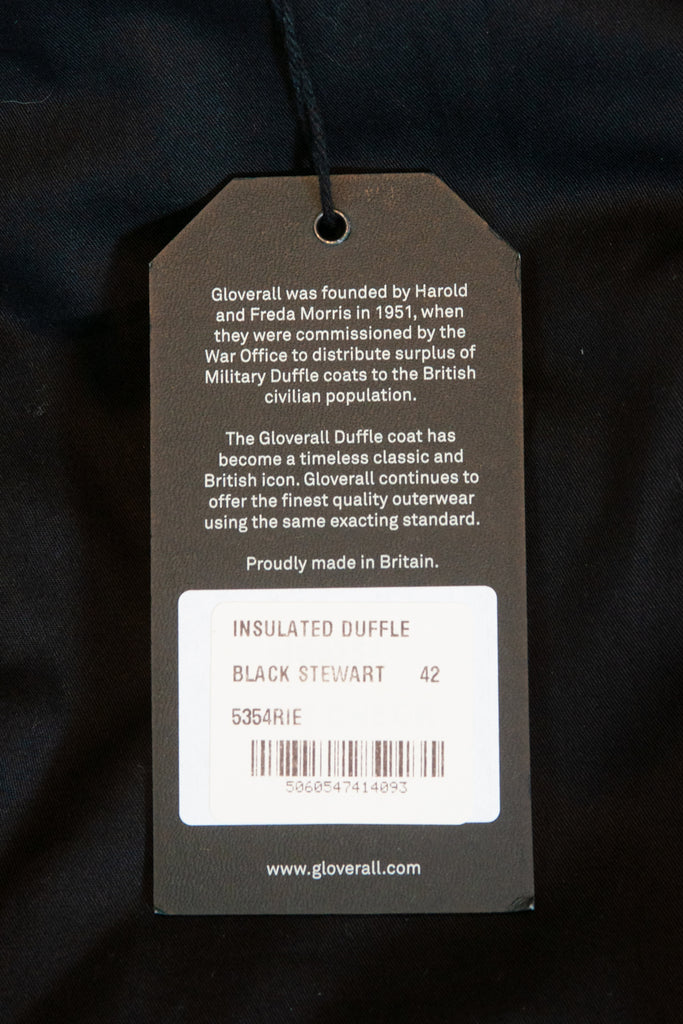 Gloverall was founded by Harold
and Freda Morris in 1951, when
they were commissioned by the
War Office to distribute surplus of
Military Duffle coats to the British
civilian population.
The Gloverall Duffle coat has
become a timeless classic and
British icon. Gloverall continues to
offer the finest quality outerwear
using the same exacting standard.
Proudly made in Britain.
INSULATED DUFFLE
BLACK STEWART 42
5354RIE
5060547414093
www.gloverall.com